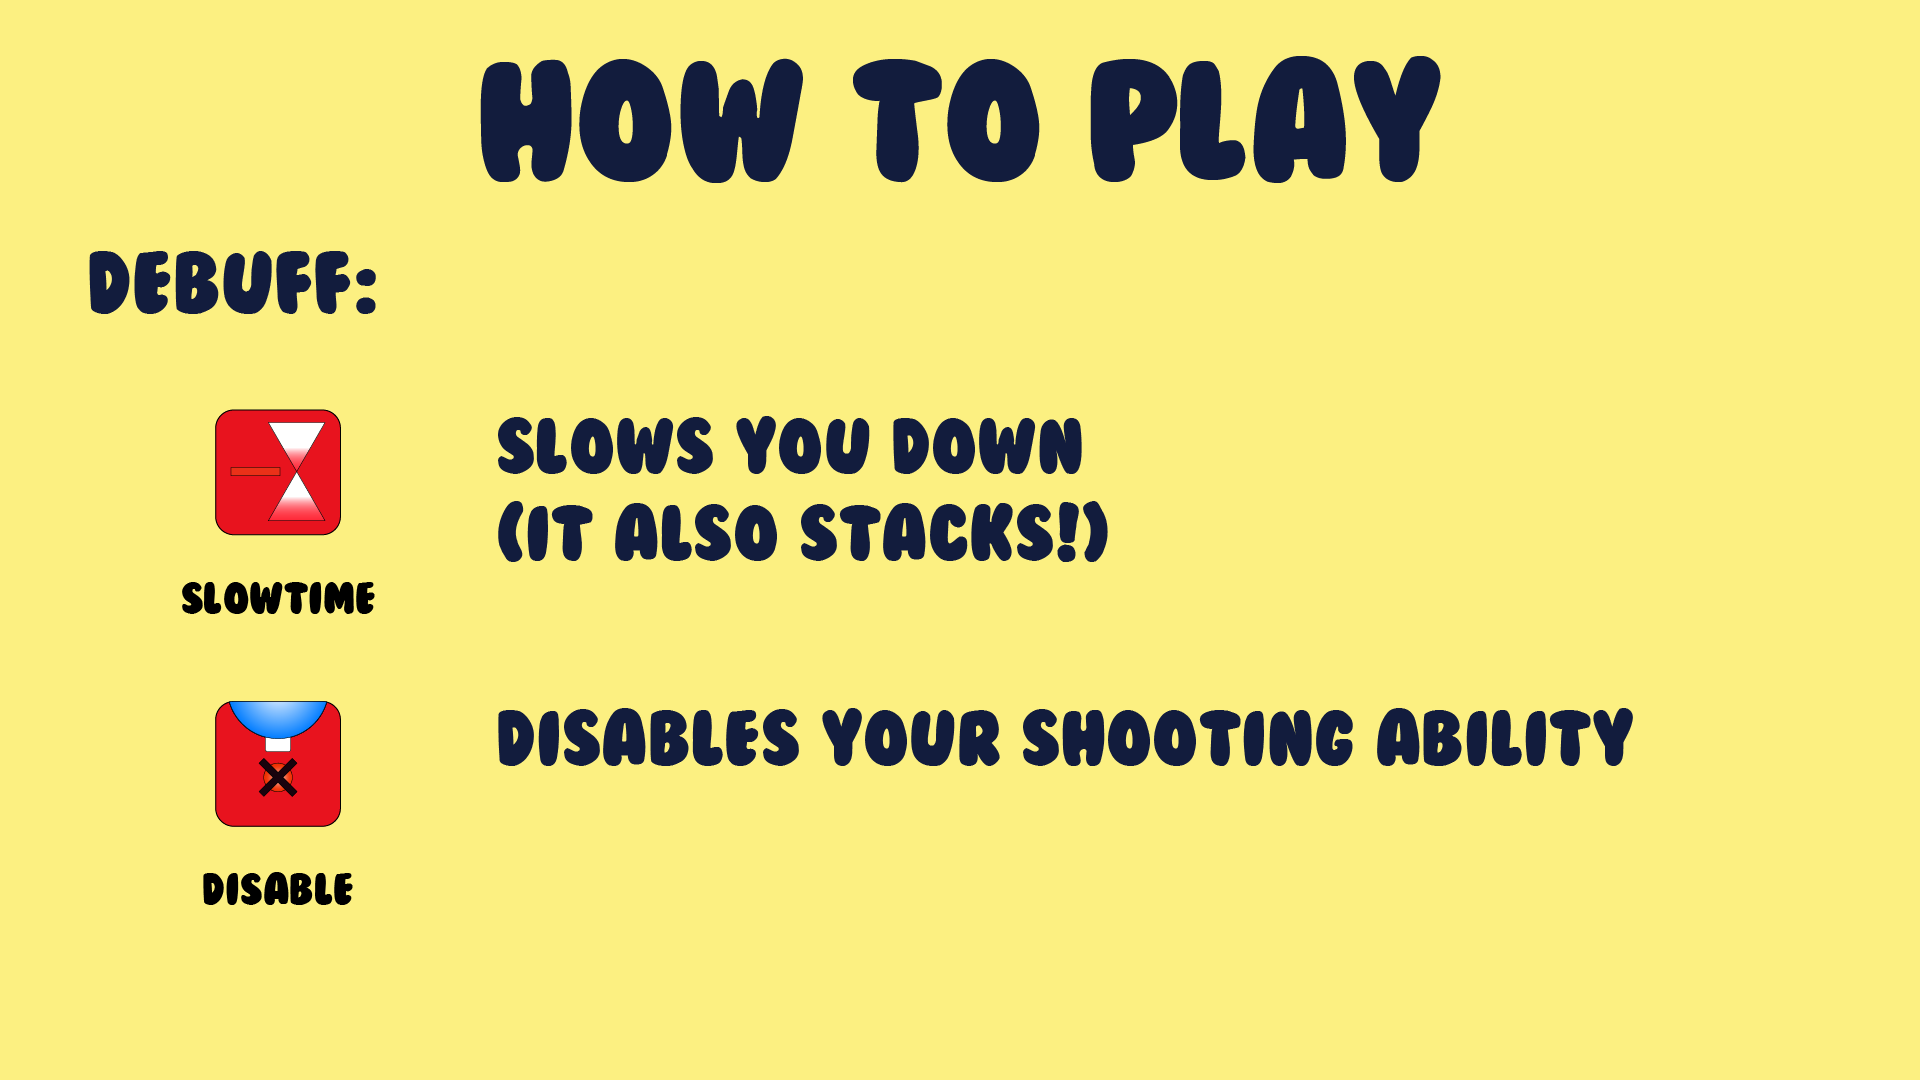 HOW TO PLAY
DEBUFF:
SLOWS YOU DOWN
(IT ALSO STACKS!)
SLOWTIME
DISABLES YOUR SHOOTING ABILITY
DISABLE